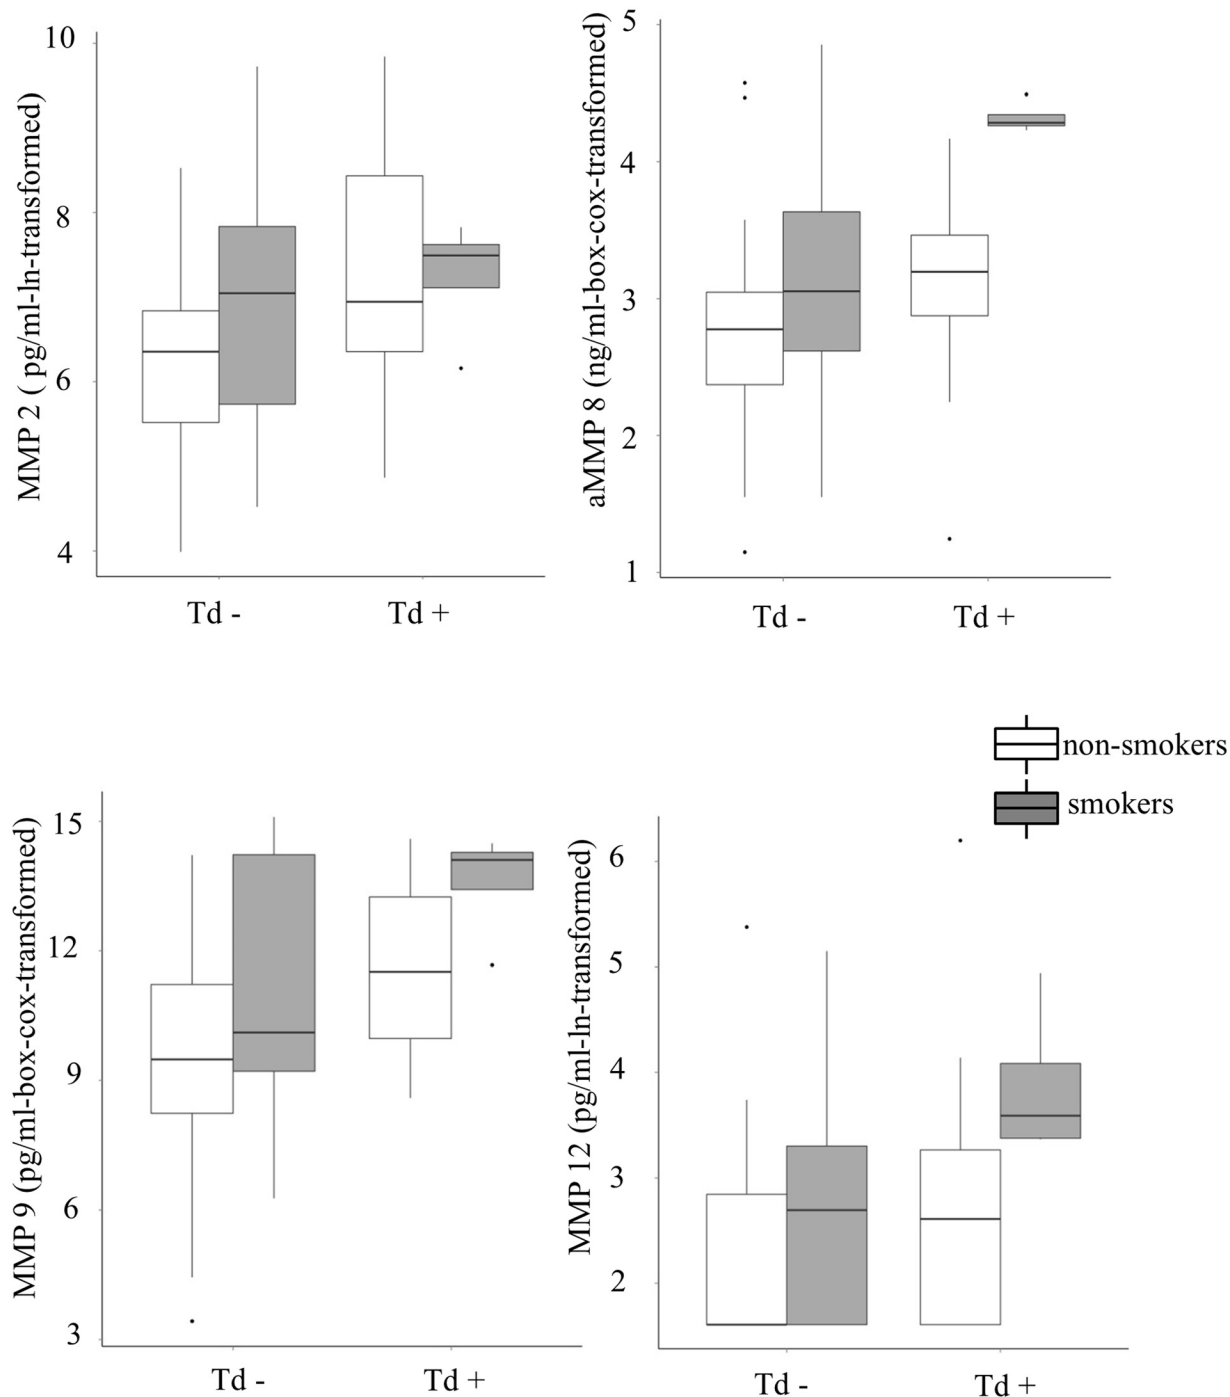 MMP 2 ( pg/ml-ln-transformed)
10
8
6
4
Td -
Td +
aMMP 8 (ng/ml-box-cox-transformed)
5
4
3
2
1
Td -
Td +
non-smokers
smokers
MMP 9 (pg/ml-box-cox-transformed)
15
12
9
6
3
Td -
Td +
MMP 12 (pg/ml-ln-transformed)
6
5
4
3
2
Td -
Td +